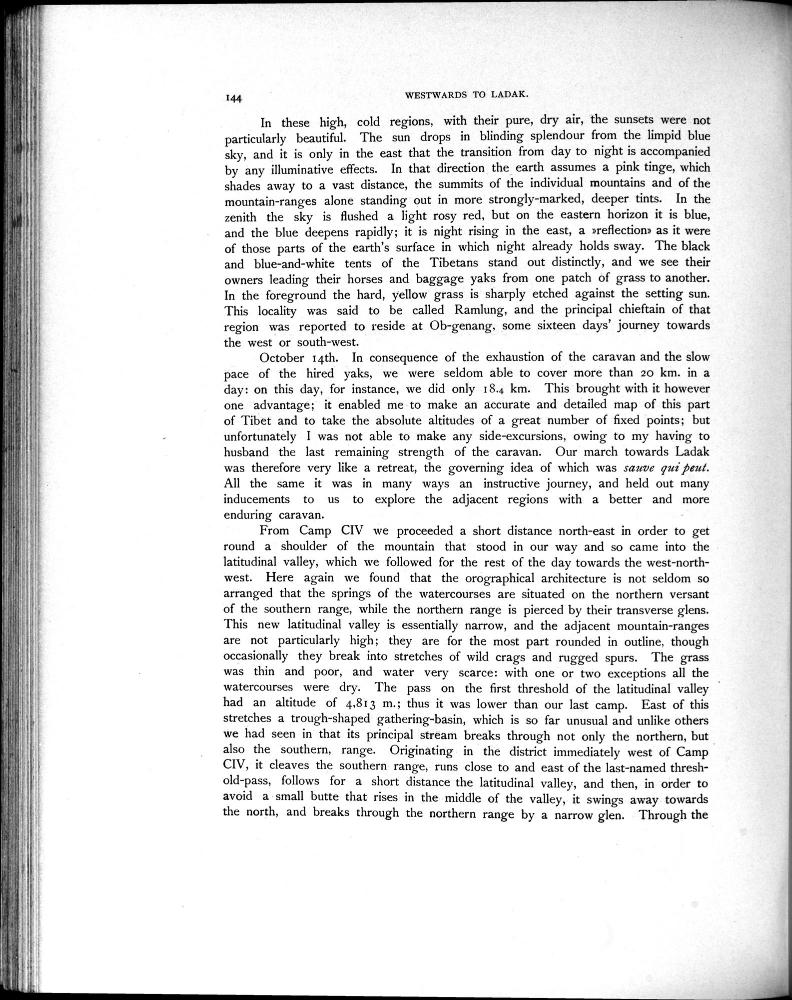 144 WESTWARDS TO LADAK.
In these high, cold regions, with their pure, dry air, the sunsets were not
particularly beautiful. The sun drops in blinding splendour from the limpid blue
sky, and it is only in the east that the transition from day to night is accompanied
by any illuminative effects. In that direction the earth assumes a pink tinge, which
shades away to a vast distance, the summits of the individual mountains and of the
mountain-ranges alone standing out in more strongly-marked, deeper tints. In the
zenith the sky is flushed a light rosy red, but on the eastern horizon it is blue,
and the blue deepens rapidly; it is night rising in the east, a »reflection» as it were
of those parts of the earth's surface in which night already holds sway. The black
and blue-and-white tents of the Tibetans stand out distinctly, and we see their
owners leading their horses and baggage yaks from one patch of grass to another.
In the foreground the hard, yellow grass is sharply etched against the setting sun.
This locality was said to be called Ramlung, and the principal chieftain of that
region was reported to reside at Ob-genang, some sixteen days' journey towards
the west or south-west.
October 14th. In consequence of the exhaustion of the caravan and the slow
pace of the hired yaks, we were seldom able to cover more than 20 km. in a
day: on this day, for instance, we did only 18.4 km. This brought with it however
one advantage; it enabled me to make an accurate and detailed map of this part
of Tibet and to take the absolute altitudes of a great number of fixed points; but
unfortunately I was not able to make any side-excursions, owing to my having to
husband the last remaining strength of the caravan. Our march towards Ladak
was therefore very like a retreat, the governing idea of which was sauve qui peut.
All the same it was in many ways an instructive journey, and held out many
inducements to us to explore the adjacent regions with a better and more
enduring caravan.
From Camp CIV we proceeded a short distance north-east in order to get
round a shoulder of the mountain that stood in our way and so came into the
latitudinal valley, which we followed for the rest of the day towards the west-north-
west. Here again we found that the orographical architecture is not seldom so
arranged that the springs of the watercourses are situated on the northern versant
of the southern range, while the northern range is pierced by their transverse glens.
This new latitudinal valley is essentially narrow, and the adjacent mountain-ranges
are not particularly high; they are for the most part rounded in outline, though
occasionally they break into stretches of wild crags and rugged spurs. The grass
was thin and poor, and water very scarce: with one or two exceptions all the
watercourses were dry. The pass on the first threshold of the latitudinal valley
had an altitude of 4,813 m.; thus it was lower than our last camp. East of this
stretches a trough-shaped gathering-basin, which is so far unusual and unlike others
we had seen in that its principal stream breaks through not only the northern, but
also the southern, range. Originating in the district immediately west of Camp
CIV, it cleaves the southern range, runs close to and east of the last-named thresh-
old-pass, follows for a short distance the latitudinal valley, and then, in order to
avoid a small butte that rises in the middle of the valley, it swings away towards
the north, and breaks through the northern range by a narrow glen. Through the